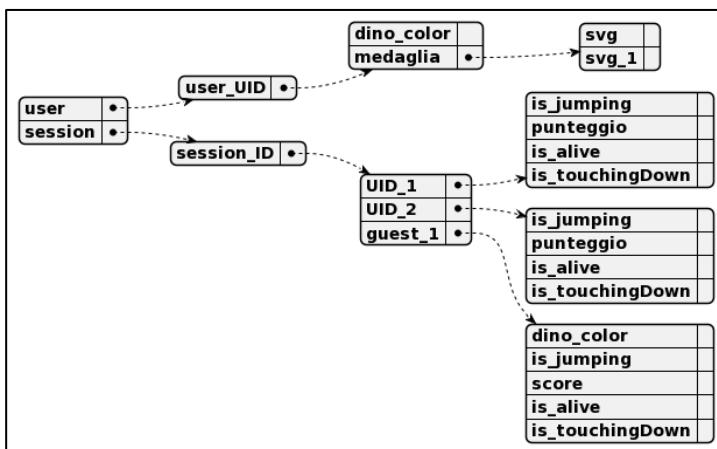 user
session
user_UID
session_ID
dino_color
medaglia
svg
svg_1
UID_1
UID_2
guest_1
is_jumping
punteggio
is_alive
is_touchingDown
is_jumping
punteggio
is_alive
is_touchingDown
dino_color
is_jumping
score
is_alive
is_touchingDown